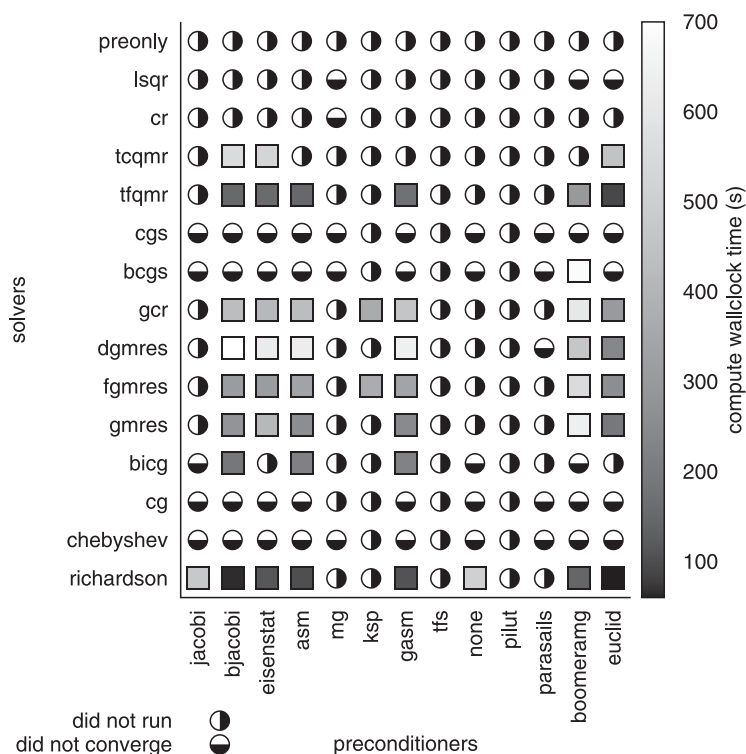 preonly
lsqr
cr
tcqmr
tfqmr
cgs
bcgs
gcr
dgmres
fgmres
gmres
bicg
cg
chebyshev
richardson
solvers
jacobi
bjacobi
eisenstat
asm
mg
ksp
gasm
tfs
none
pilut
parasails
boomeramg
euclid
preconditioners
did not run
did not converge
700
600
500
400
300
200
100
compute wallclock time (s)